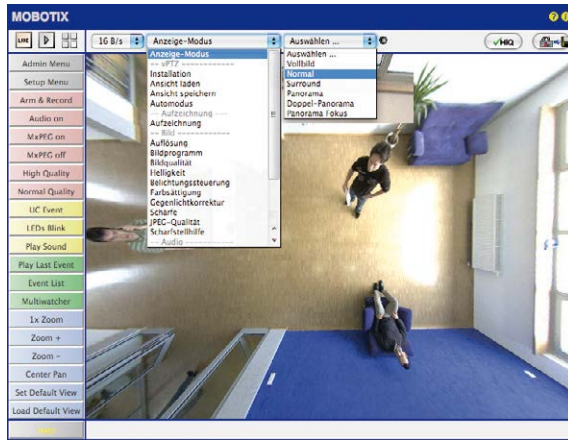 MOBOTIX
LIVE
16 B/s
Anzeige-Modus
Auswählen ...
HIQ
Anzeige-Modus
-- vPTZ ------------
Installation
Ansicht laden
Ansicht speichern
Automodus
-- Aufzeichnung ----
Aufzeichnung
-- Bild ------------
Auflösung
Bildprogramm
Bildqualität
Helligkeit
Belichtungssteuerung
Farbsättigung
Gegenlichtkorrektur
Schärfe
JPEG-Qualität
Scharfstellhilfe
-- Audio ------------
Auswählen ...
Vollbild
Normal
Surround
Panorama
Doppel-Panorama
Panorama Fokus
Admin Menu
Setup Menu
Arm & Record
Audio on
MxPEG on
MxPEG off
High Quality
Normal Quality
UC Event
LEDs Blink
Play Sound
Play Last Event
Event List
Multiwatcher
1x Zoom
Zoom +
Zoom −
Center Pan
Set Default View
Load Default View